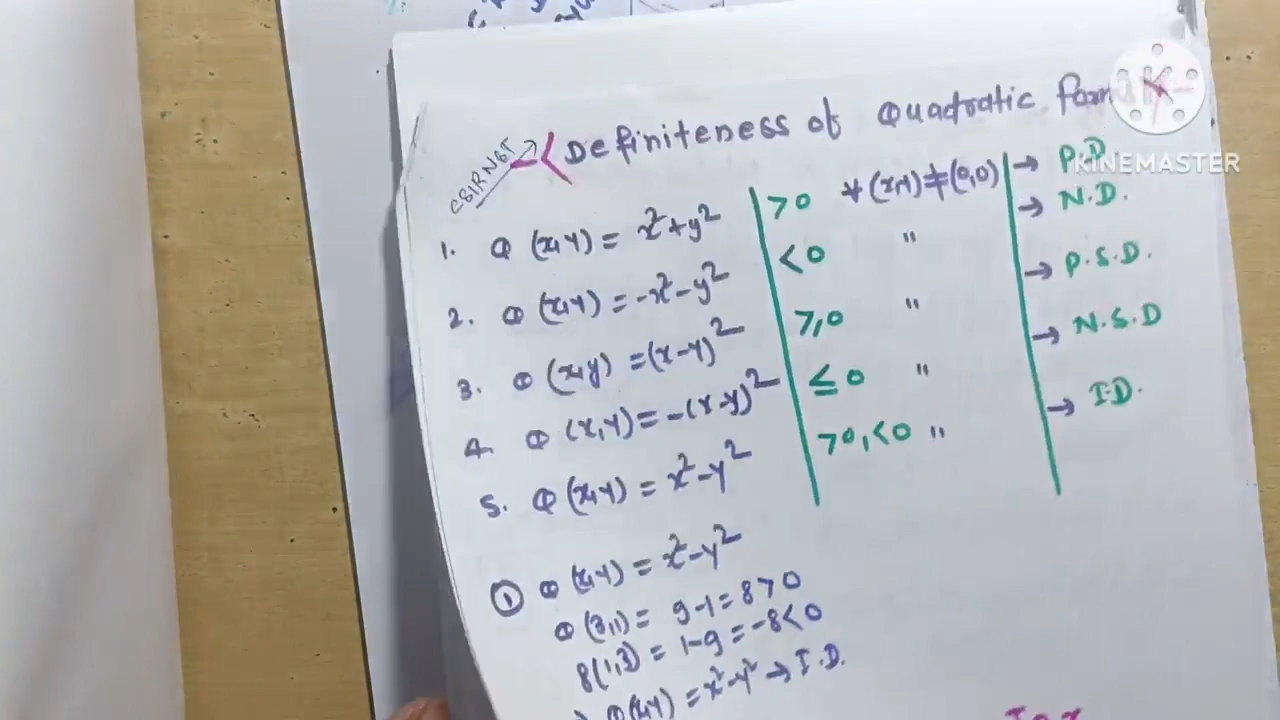 KINEMASTER
CSIR NET
Definiteness of Quadratic form
1. Q (x,y) = x²+y² >0 ∀ (x,y) ≠ (0,0) → P.D.
2. Q (x,y) = -x²-y² <0 " → N.D.
3. Q (x,y) = (x-y)² ≥0 " → P.S.D.
4. Q (x,y) = -(x-y)² ≤0 " → N.S.D
5. Q (x,y) = x²-y² >0,<0 " → I.D.
① Q (x,y) = x²-y²
Q (3,1) = 9-1 = 8 > 0
8(1,3) = 1-9 = -8 < 0
Q(x,y) = x²-y² → I.D.